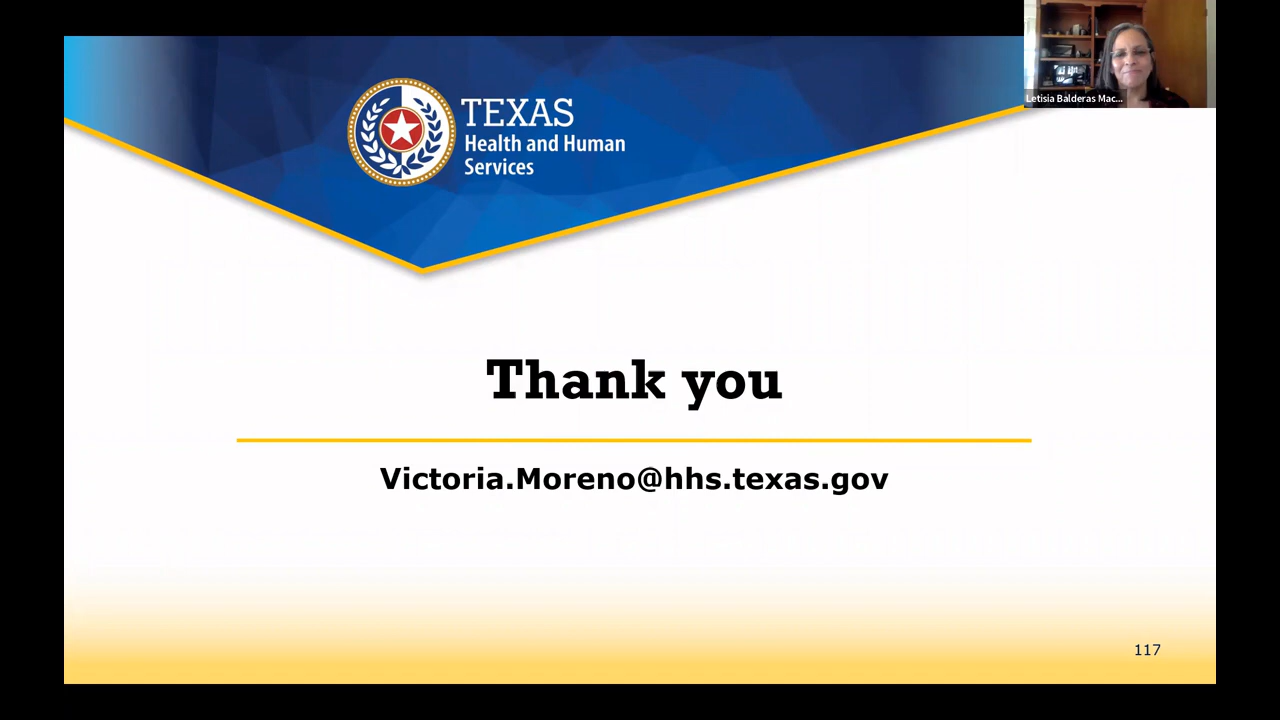 TEXAS
Health and Human
Services
Letisia Balderas Mac...
Thank you
Victoria.Moreno@hhs.texas.gov
117